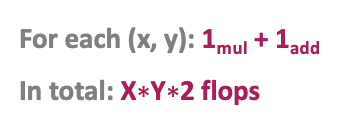 For each (x, y): 1mul + 1add
In total: X*Y*2 flops